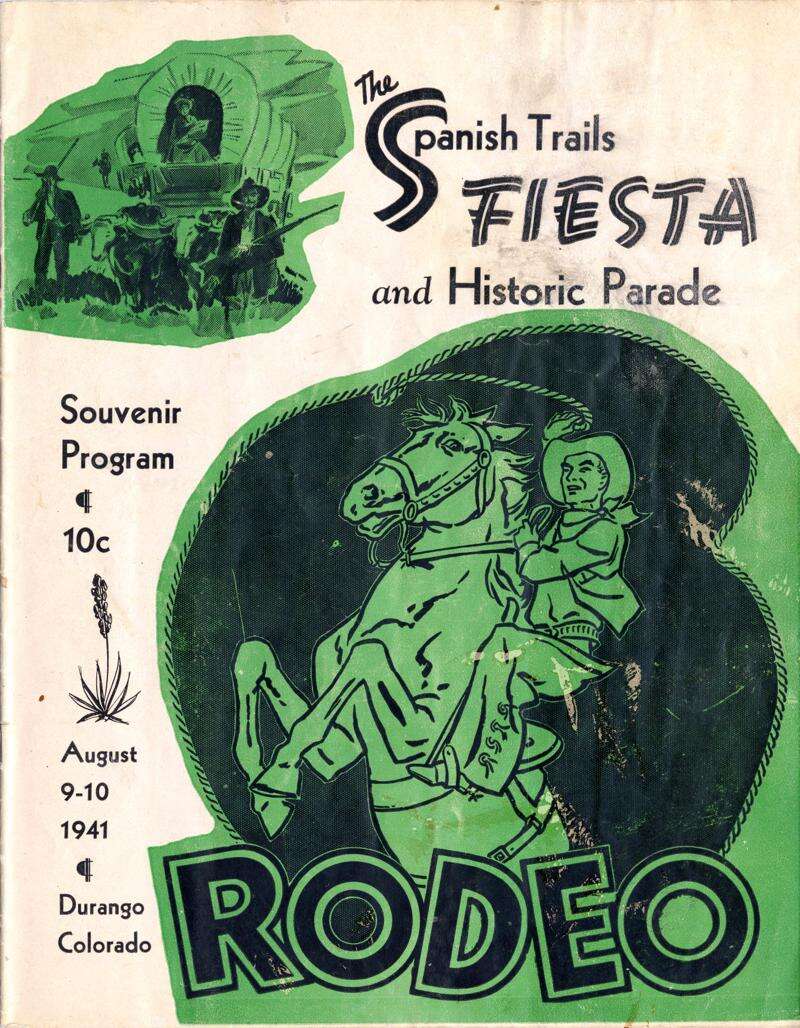 The
Spanish Trails
FIESTA
and Historic Parade
Souvenir
Program
¶
10c
August
9-10
1941
¶
Durango
Colorado
RODEO